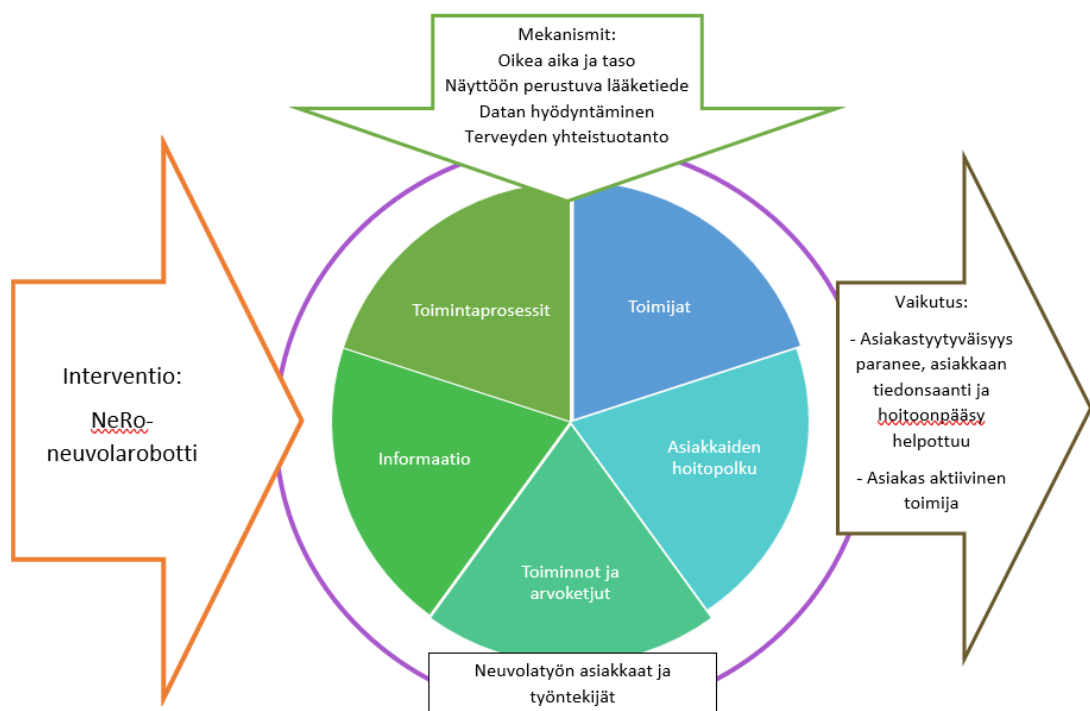 Mekanismit:
Oikea aika ja taso
Näyttöön perustuva lääketiede
Datan hyödyntäminen
Terveyden yhteistuotanto
Interventio:
NeRo-
neuvolarobotti
Toimintaprosessit
Toimijat
Informaatio
Asiakkaiden
hoitopolku
Toiminnot ja
arvoketjut
Neuvolatyön asiakkaat ja
työntekijät
Vaikutus:
- Asiakastyytyväisyys
paranee, asiakkaan
tiedonsaanti ja
hoitoonpääsy
helpottuu
- Asiakas aktiivinen
toimija